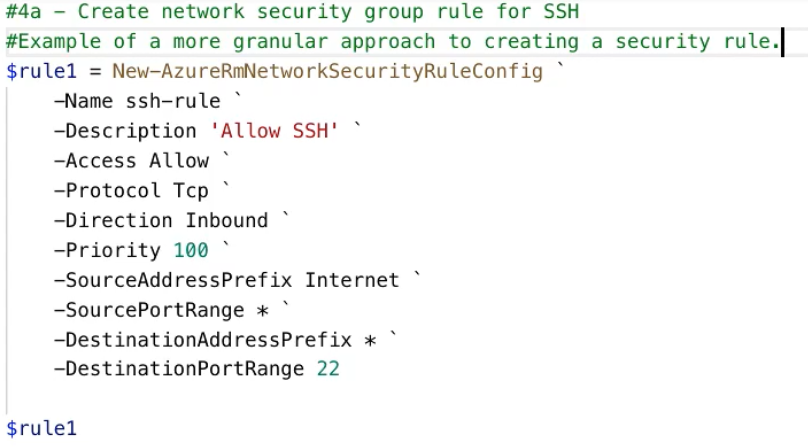 #4a - Create network security group rule for SSH
#Example of a more granular approach to creating a security rule.
$rule1 = New-AzureRmNetworkSecurityRuleConfig `
    -Name ssh-rule `
    -Description 'Allow SSH' `
    -Access Allow `
    -Protocol Tcp `
    -Direction Inbound `
    -Priority 100 `
    -SourceAddressPrefix Internet `
    -SourcePortRange * `
    -DestinationAddressPrefix * `
    -DestinationPortRange 22
$rule1